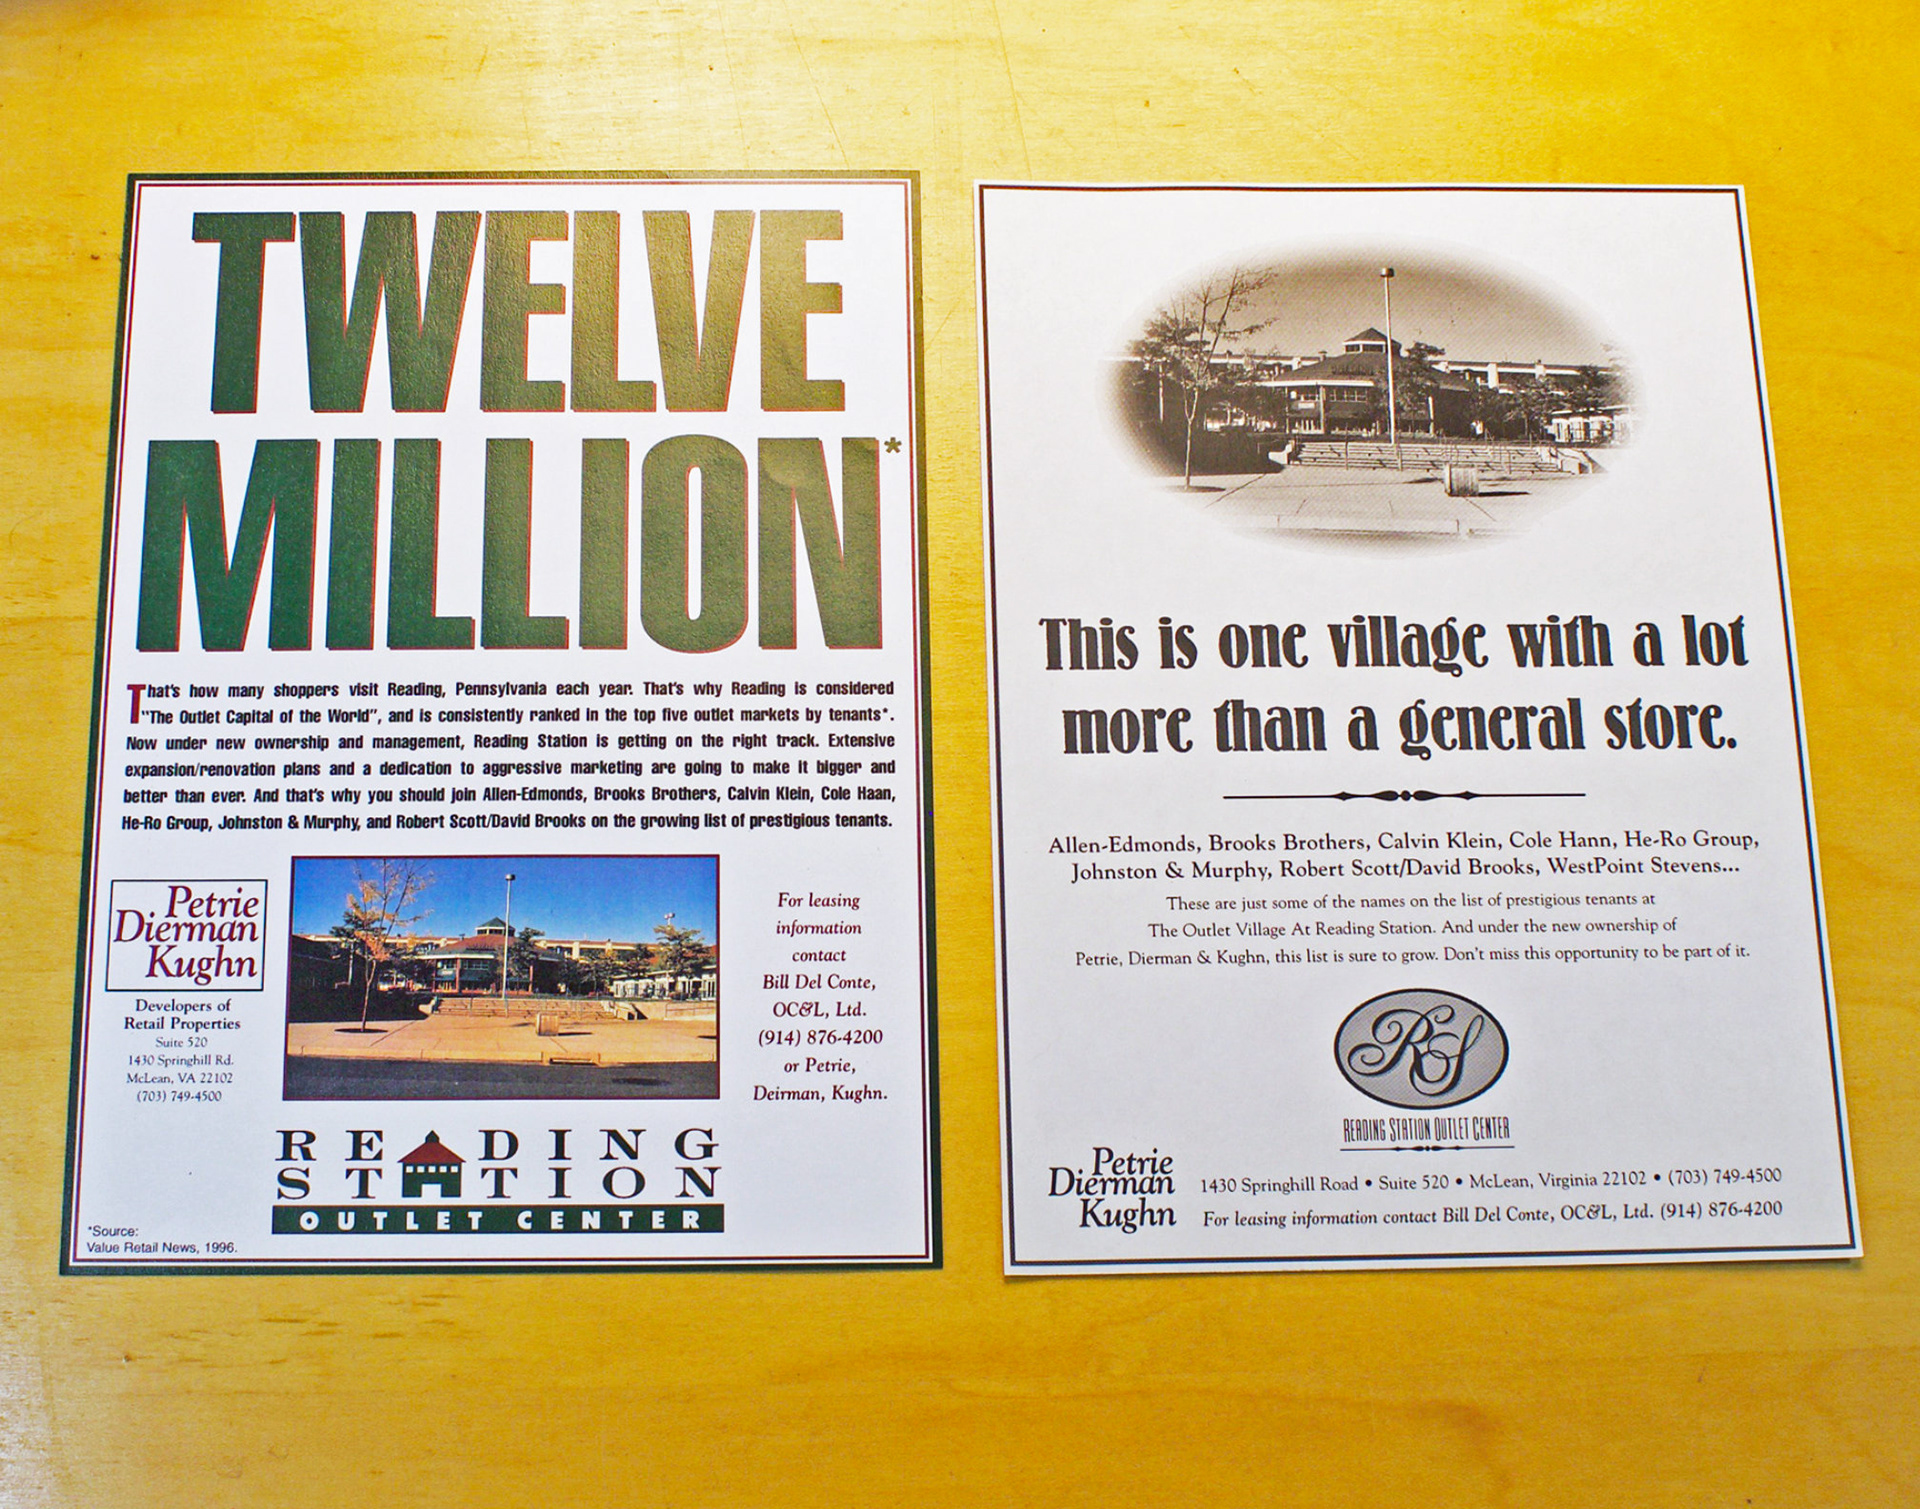 TWELVE
MILLION*
That's how many shoppers visit Reading, Pennsylvania each year. That's why Reading is considered
"The Outlet Capital of the World", and is consistently ranked in the top five outlet markets by tenants*.
Now under new ownership and management, Reading Station is getting on the right track. Extensive
expansion/renovation plans and a dedication to aggressive marketing are going to make it bigger and
better than ever. And that's why you should join Allen-Edmonds, Brooks Brothers, Calvin Klein, Cole Haan,
He-Ro Group, Johnston & Murphy, and Robert Scott/David Brooks on the growing list of prestigious tenants.
Petrie
Dierman
Kughn
Developers of
Retail Properties
Suite 520
1430 Springhill Rd.
McLean, VA 22102
(703) 749-4500
For leasing
information
contact
Bill Del Conte,
OC&L, Ltd.
(914) 876-4200
or Petrie,
Deirman, Kughn.
READING
STATION
OUTLET CENTER
*Source:
Value Retail News, 1996.
This is one village with a lot
more than a general store.
Allen-Edmonds, Brooks Brothers, Calvin Klein, Cole Hann, He-Ro Group,
Johnston & Murphy, Robert Scott/David Brooks, WestPoint Stevens...
These are just some of the names on the list of prestigious tenants at
The Outlet Village At Reading Station. And under the new ownership of
Petrie, Dierman & Kughn, this list is sure to grow. Don't miss this opportunity to be part of it.
RS
READING STATION OUTLET CENTER
Petrie
Dierman
Kughn
1430 Springhill Road • Suite 520 • McLean, Virginia 22102 • (703) 749-4500
For leasing information contact Bill Del Conte, OC&L, Ltd. (914) 876-4200